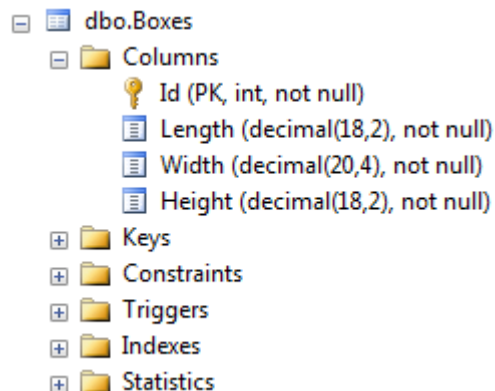 dbo.Boxes
Columns
Id (PK, int, not null)
Length (decimal(18,2), not null)
Width (decimal(20,4), not null)
Height (decimal(18,2), not null)
Keys
Constraints
Triggers
Indexes
Statistics